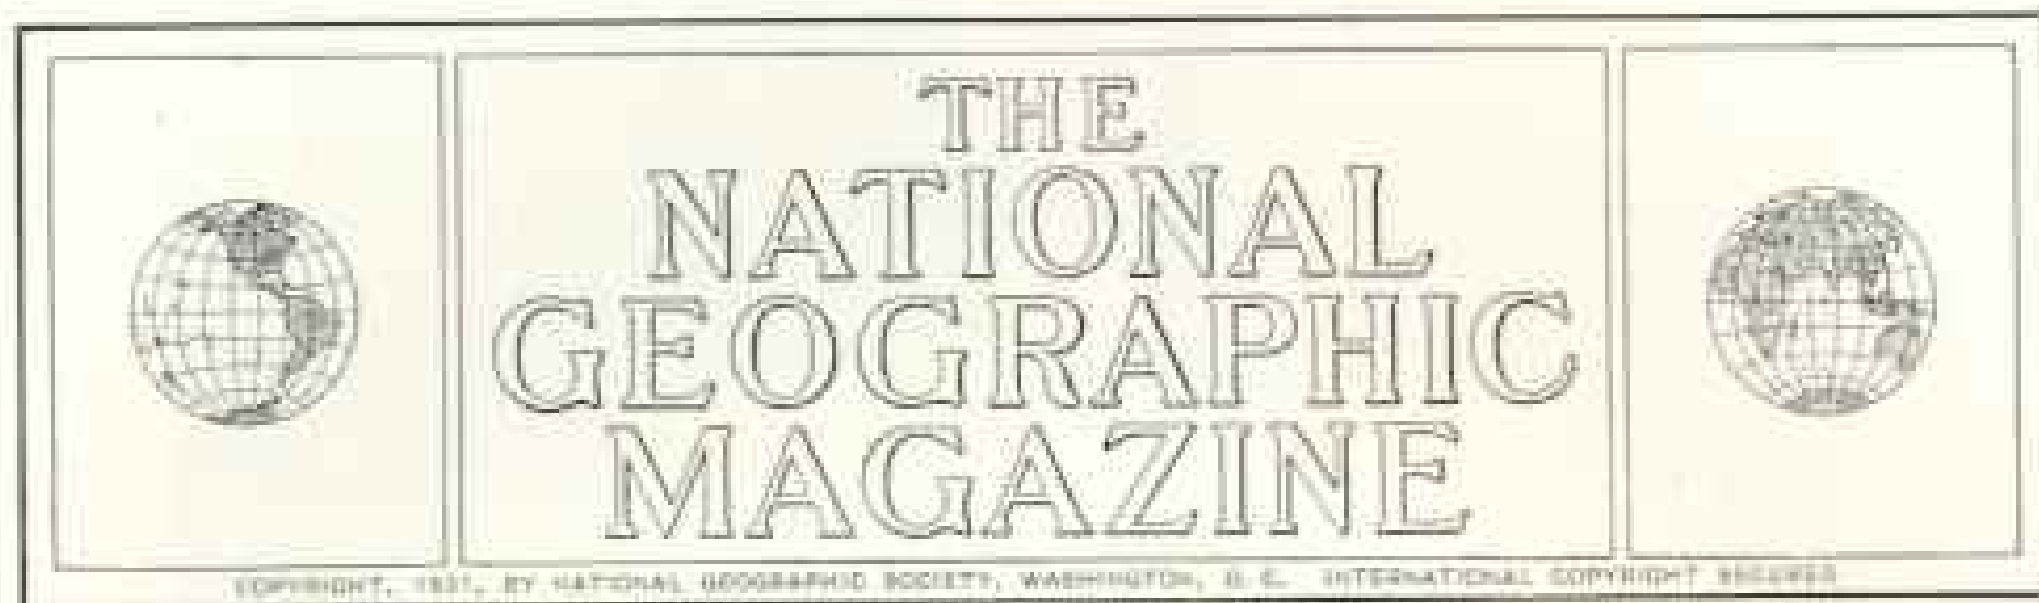 THE
NATIONAL
GEOGRAPHIC
MAGAZINE
COPYRIGHT, BY NATIONAL GEOGRAPHIC SOCIETY, WASHINGTON, D. C. INTERNATIONAL COPYRIGHT SECURED